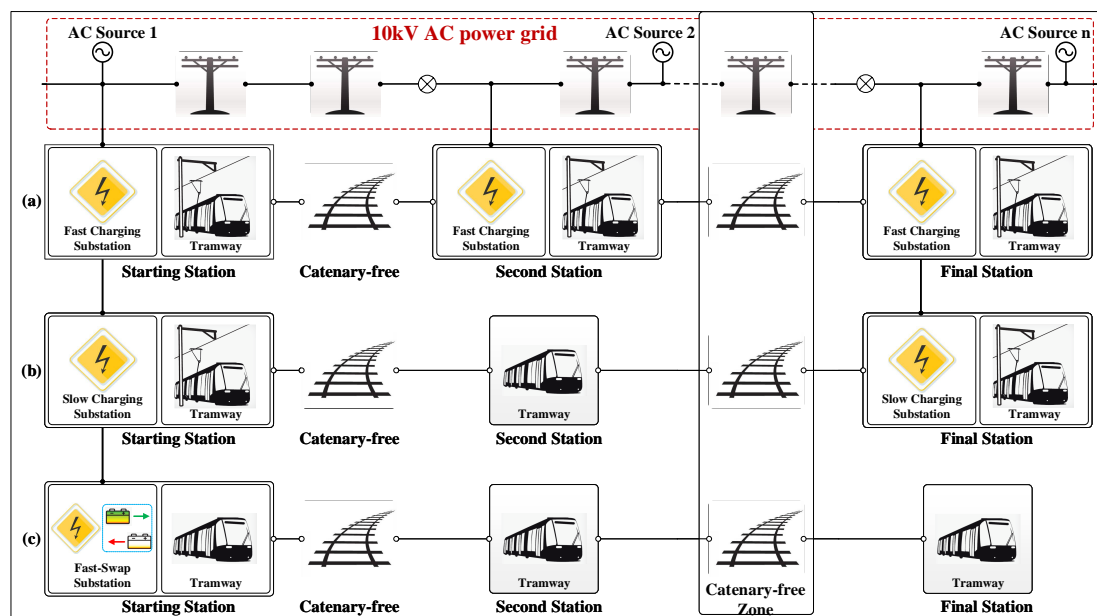 10kV AC power grid
AC Source 1
AC Source 2
AC Source n
(a)
Fast Charging
Substation
Tramway
Starting Station
Catenary-free
Fast Charging
Substation
Tramway
Second Station
Fast Charging
Substation
Tramway
Final Station
(b)
Slow Charging
Substation
Tramway
Starting Station
Catenary-free
Tramway
Second Station
Slow Charging
Substation
Tramway
Final Station
(c)
Fast-Swap
Substation
Tramway
Starting Station
Catenary-free
Tramway
Second Station
Catenary-free
Zone
Tramway
Final Station